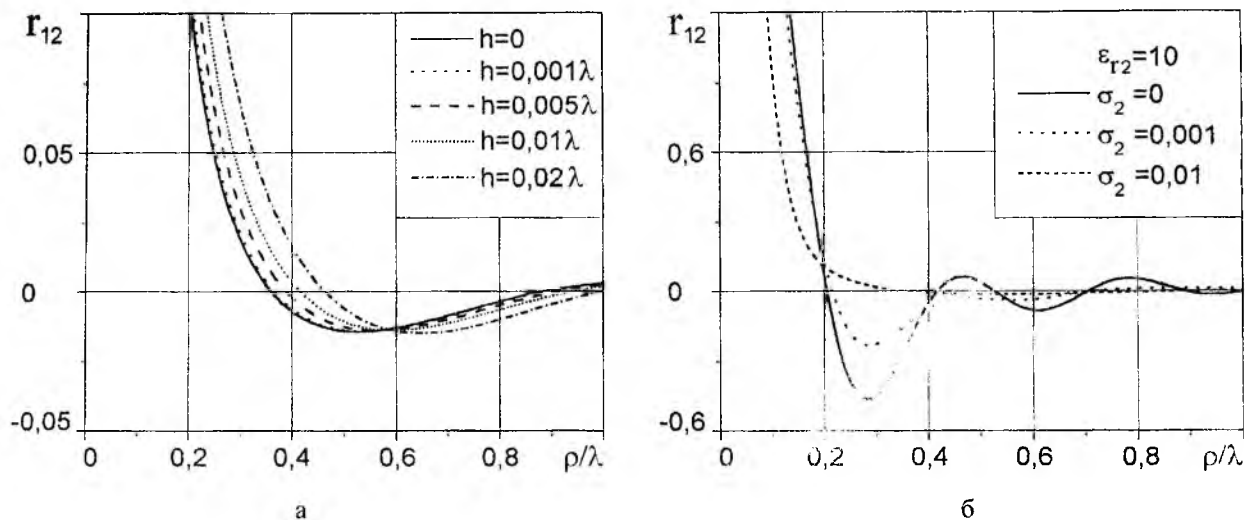 r12
h=0
h=0,001λ
h=0,005λ
h=0,01λ
h=0,02λ
0,05
0
-0,05
0
0,2
0,4
0,6
0,8
ρ/λ
а
r12
εr2=10
σ2 =0
σ2 =0,001
σ2 =0,01
0,6
0
-0,6
0
0,2
0,4
0,6
0,8
ρ/λ
б